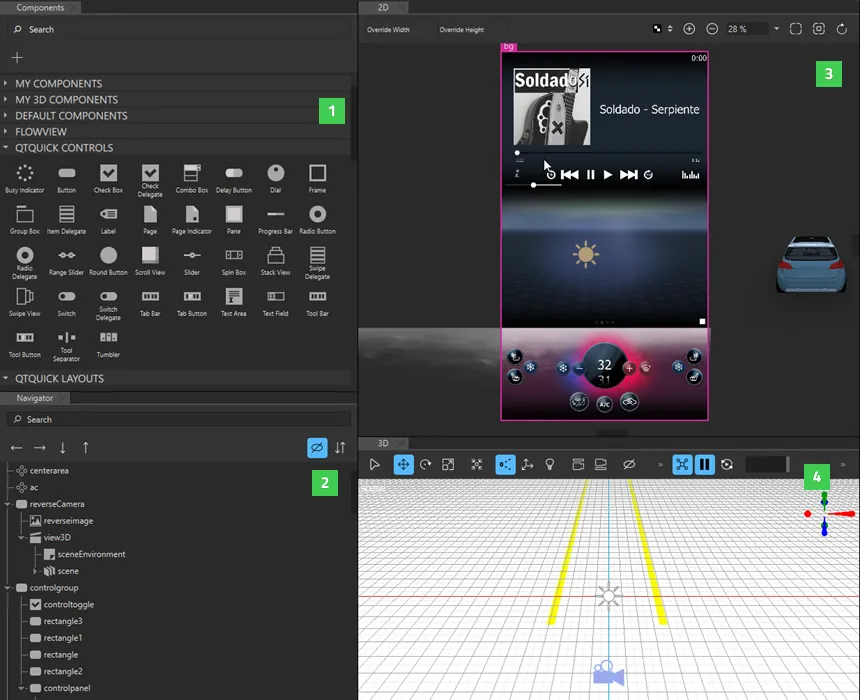 Components
Search
MY COMPONENTS
MY 3D COMPONENTS
DEFAULT COMPONENTS
1
FLOWVIEW
QTQUICK CONTROLS
Busy Indicator
Button
Check Box
Check Delegate
Combo Box
Delay Button
Dial
Frame
Group Box
Item Delegate
Label
Page
Page Indicator
Pane
Progress Bar
Radio Button
Radio Delegate
Range Slider
Round Button
Scroll View
Slider
Spin Box
Stack View
Swipe Delegate
Swipe View
Switch
Switch Delegate
Tab Bar
Tab Button
Text Area
Text Field
Tool Bar
Tool Button
Tool Separator
Tumbler
QTQUICK LAYOUTS
Navigator
Search
2
centerarea
ac
reverseCamera
reverseimage
view3D
sceneEnvironment
scene
controlgroup
controltoggle
rectangle3
rectangle1
rectangle
rectangle2
controlpanel
2D
Override Width
Override Height
28 %
bg
3
0:00
Soldado
Soldado - Serpiente
32
31
A/C
3D
4